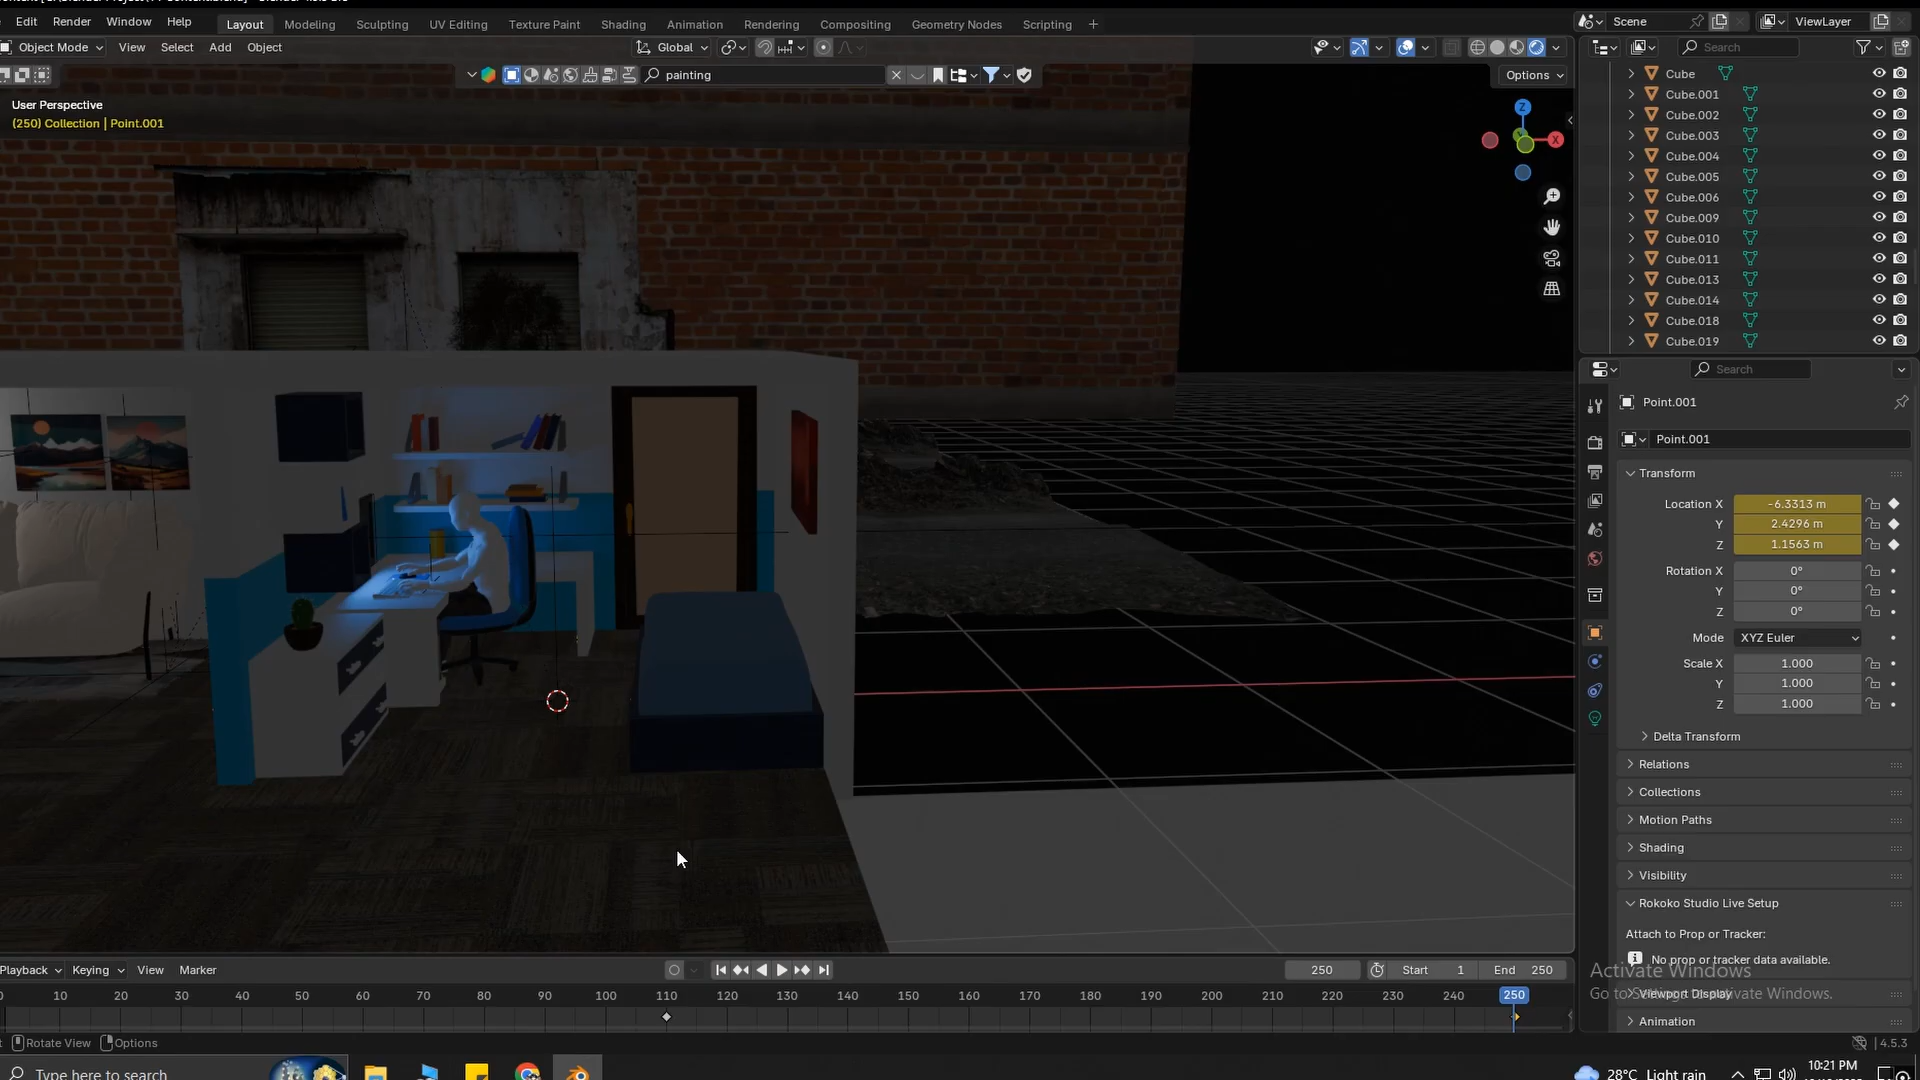 Edit Render Window Help Layout Modeling Sculpting UV Editing Texture Paint Shading Animation Rendering Compositing Geometry Nodes Scripting + Scene ViewLayer
Object Mode View Select Add Object Global Search
painting Options
User Perspective
(250) Collection | Point.001
Z
X
Cube
Cube.001
Cube.002
Cube.003
Cube.004
Cube.005
Cube.006
Cube.009
Cube.010
Cube.011
Cube.013
Cube.014
Cube.018
Cube.019
Search
Point.001
Point.001
Transform
Location X -6.3313 m
Y 2.4296 m
Z 1.1563 m
Rotation X 0°
Y 0°
Z 0°
Mode XYZ Euler
Scale X 1.000
Y 1.000
Z 1.000
Delta Transform
Relations
Collections
Motion Paths
Shading
Visibility
Rokoko Studio Live Setup
Attach to Prop or Tracker:
No prop or tracker data available.
Viewport Display
Animation
Activate Windows
Go to Settings to activate Windows.
Playback Keying View Marker 250 Start 1 End 250
0 10 20 30 40 50 60 70 80 90 100 110 120 130 140 150 160 170 180 190 200 210 220 230 240 250
Rotate View Options 4.5.3
Type here to search 28°C Light rain 10:21 PM